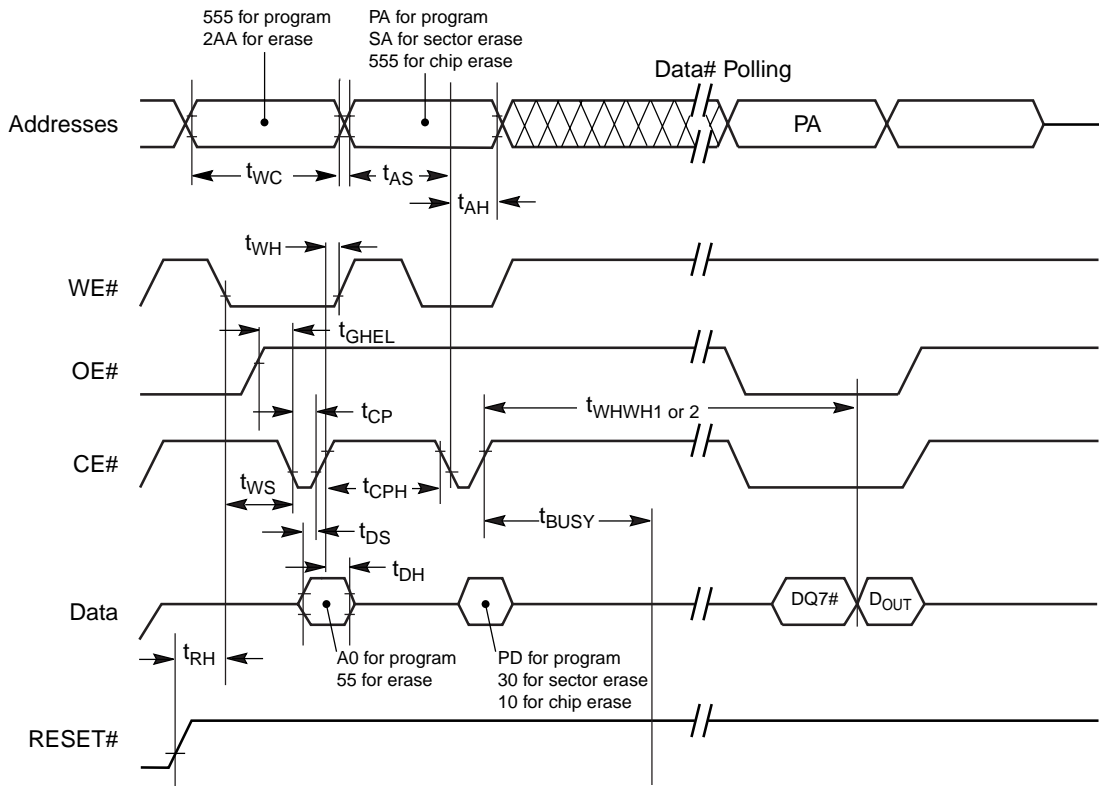 555 for program
2AA for erase
PA for program
SA for sector erase
555 for chip erase
Data# Polling
Addresses
PA
tWC
tAS
tAH
tWH
WE#
tGHEL
OE#
tCP
tWHWH1 or 2
CE#
tWS
tCPH
tDS
tBUSY
tDH
Data
DQ7#
DOUT
tRH
A0 for program
55 for erase
PD for program
30 for sector erase
10 for chip erase
RESET#